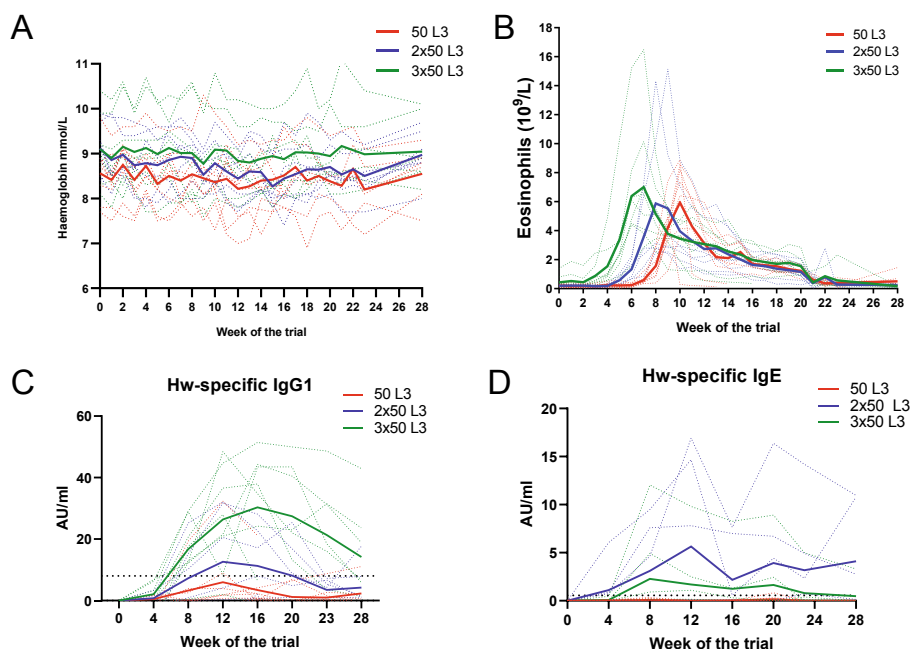 A
50 L3
2x50 L3
3x50 L3
Haemoglobin mmol/L
11
10
9
8
7
6
0 2 4 6 8 10 12 14 16 18 20 22 24 26 28
Week of the trial
B
50 L3
2x50 L3
3x50 L3
Eosinophils (10⁹/L)
18
16
14
12
10
8
6
4
2
0
0 2 4 6 8 10 12 14 16 18 20 22 24 26 28
Week of the trial
C
Hw-specific IgG1
50 L3
2x50 L3
3x50 L3
AU/ml
60
40
20
0
0 4 8 12 16 20 23 28
Week of the trial
D
Hw-specific IgE
50 L3
2x50 L3
3x50 L3
AU/ml
20
15
10
5
0
0 4 8 12 16 20 24 28
Week of the trial